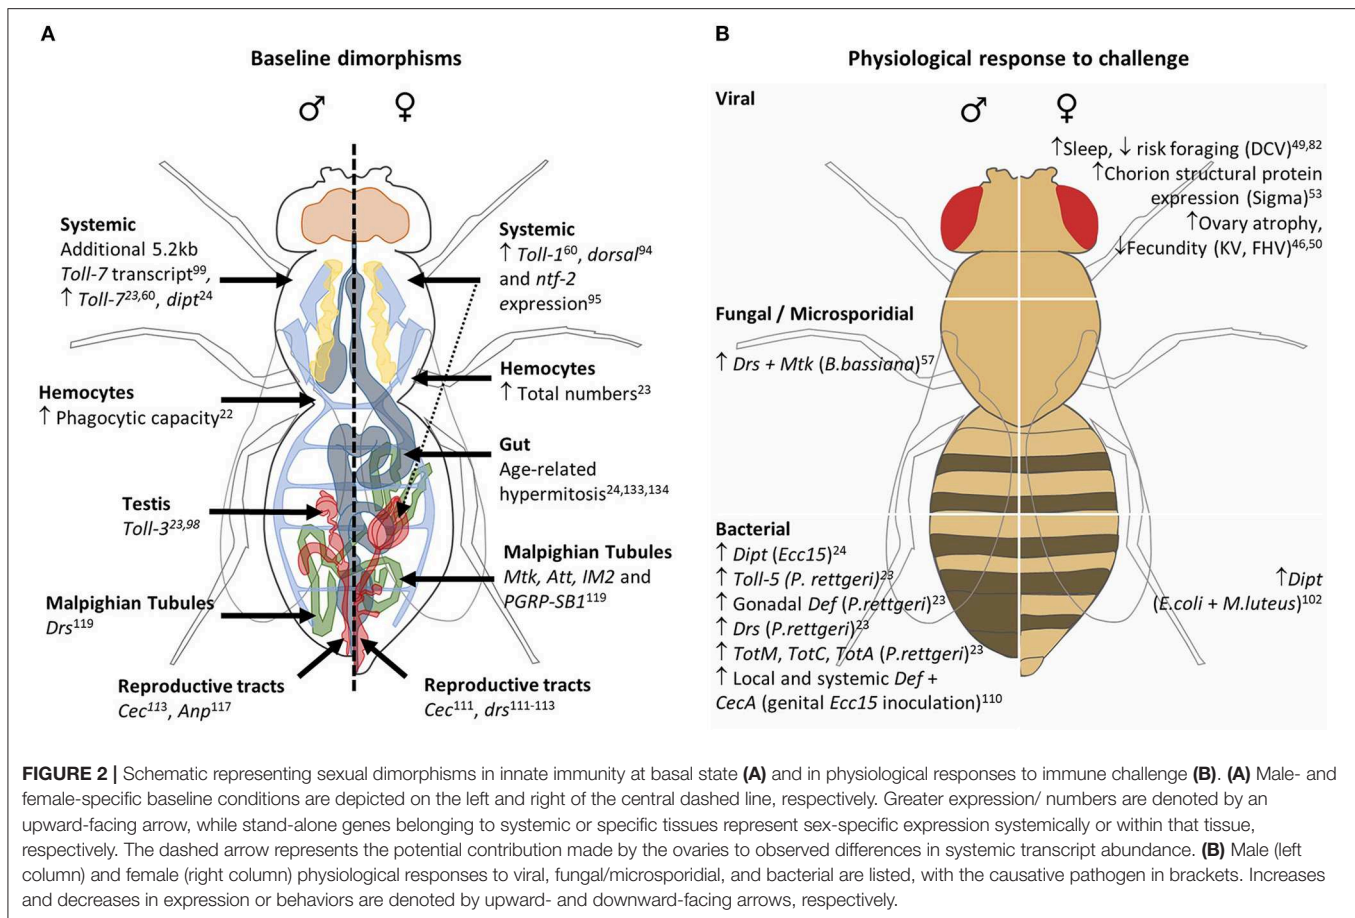 A
Baseline dimorphisms
♂ ♀
Systemic
Additional 5.2kb
Toll-7 transcript99,
↑ Toll-723,60, dipt24
Hemocytes
↑ Phagocytic capacity22
Testis
Toll-323,98
Malpighian Tubules
Drs119
Reproductive tracts
Cec113, Anp117
Systemic
↑ Toll-160, dorsal94
and ntf-2
expression95
Hemocytes
↑ Total numbers23
Gut
Age-related
hypermitosis24,133,134
Malpighian Tubules
Mtk, Att, IM2 and
PGRP-SB1119
Reproductive tracts
Cec111, drs111-113
B
Physiological response to challenge
♂ ♀
Viral
↑Sleep, ↓ risk foraging (DCV)49,82
↑Chorion structural protein
expression (Sigma)53
↑Ovary atrophy,
↓Fecundity (KV, FHV)46,50
Fungal / Microsporidial
↑ Drs + Mtk (B.bassiana)57
Bacterial
↑ Dipt (Ecc15)24
↑ Toll-5 (P. rettgeri)23
↑ Gonadal Def (P.rettgeri)23
↑ Drs (P.rettgeri)23
↑ TotM, TotC, TotA (P.rettgeri)23
↑ Local and systemic Def +
CecA (genital Ecc15 inoculation)110
↑Dipt
(E.coli + M.luteus)102
FIGURE 2 | Schematic representing sexual dimorphisms in innate immunity at basal state (A) and in physiological responses to immune challenge (B). (A) Male- and
female-specific baseline conditions are depicted on the left and right of the central dashed line, respectively. Greater expression/ numbers are denoted by an
upward-facing arrow, while stand-alone genes belonging to systemic or specific tissues represent sex-specific expression systemically or within that tissue,
respectively. The dashed arrow represents the potential contribution made by the ovaries to observed differences in systemic transcript abundance. (B) Male (left
column) and female (right column) physiological responses to viral, fungal/microsporidial, and bacterial are listed, with the causative pathogen in brackets. Increases
and decreases in expression or behaviors are denoted by upward- and downward-facing arrows, respectively.